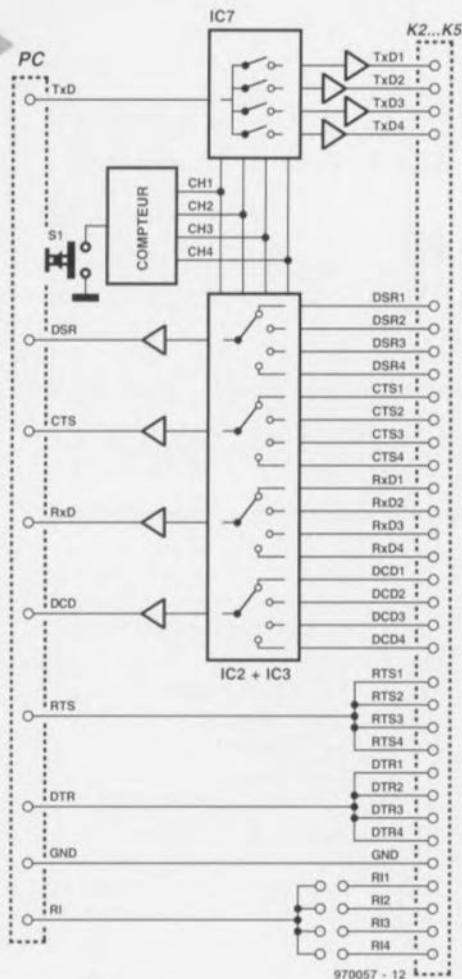 IC7
PC
K2...K5
TxD
TxD1
TxD2
TxD3
TxD4
CH1
CH2
CH3
CH4
COMPTEUR
S1
DSR
DSR1
DSR2
DSR3
DSR4
CTS
CTS1
CTS2
CTS3
CTS4
RxD
RxD1
RxD2
RxD3
RxD4
DCD
DCD1
DCD2
DCD3
DCD4
IC2 + IC3
RTS
RTS1
RTS2
RTS3
RTS4
DTR
DTR1
DTR2
DTR3
DTR4
GND
GND
RI
RI1
RI2
RI3
RI4
970057 - 12